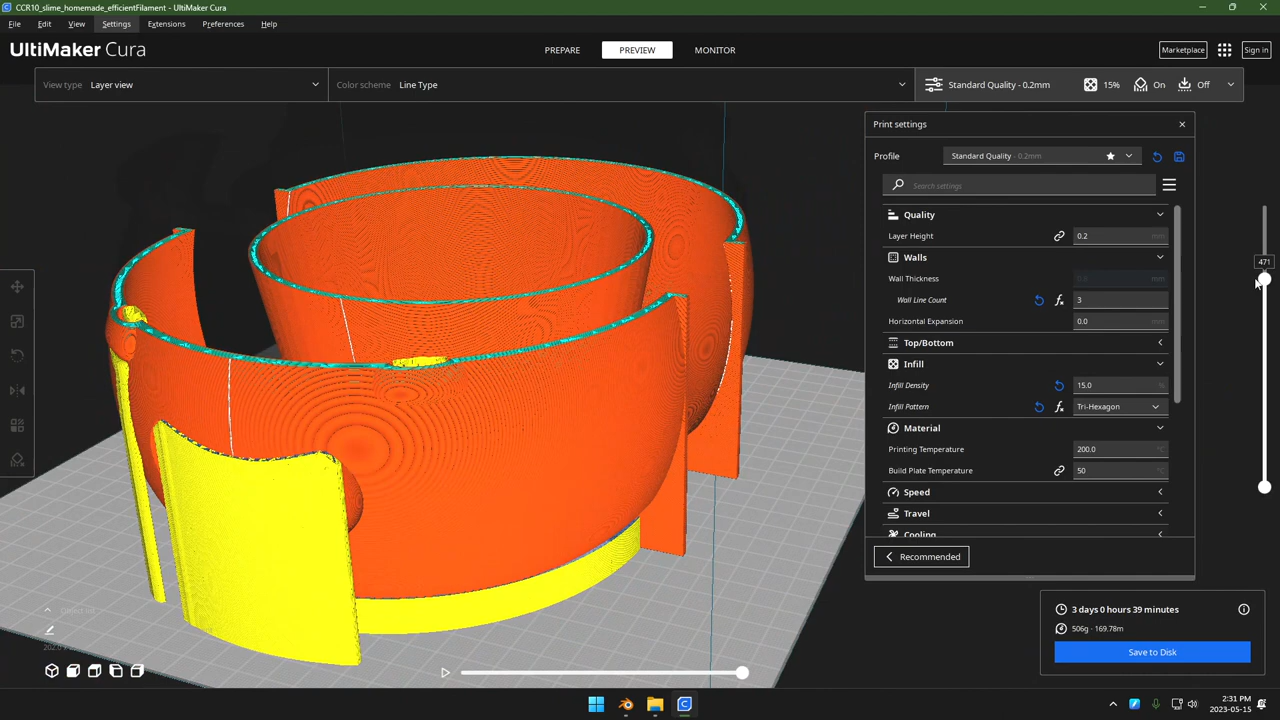 CCR10_slime_homemade_efficientFilament - UltiMaker Cura
File Edit View Settings Extensions Preferences Help
UltiMaker Cura
PREPARE PREVIEW MONITOR
Marketplace Sign in
View type Layer view
Color scheme Line Type
Standard Quality - 0.2mm 15% On Off
Print settings
Profile Standard Quality - 0.2mm
Search settings
Quality
Layer Height 0.2 mm
Walls
Wall Thickness mm
Wall Line Count 3
Horizontal Expansion 0.0 mm
Top/Bottom
Infill
Infill Density 15.0 %
Infill Pattern Tri-Hexagon
Material
Printing Temperature 200.0 °C
Build Plate Temperature 50 °C
Speed
Travel
Cooling
Recommended
471
Object list
3 days 0 hours 39 minutes
506g - 169.78m
Save to Disk
2:31 PM
2023-05-15